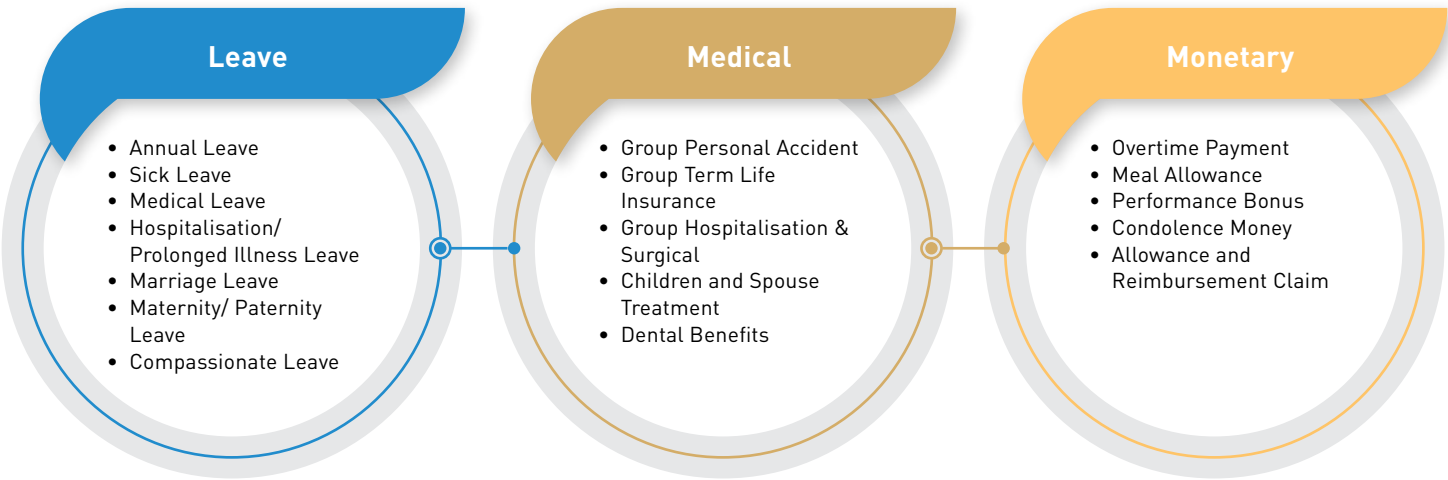 Leave
• Annual Leave
• Sick Leave
• Medical Leave
• Hospitalisation/
Prolonged Illness Leave
• Marriage Leave
• Maternity/ Paternity
Leave
• Compassionate Leave
Medical
• Group Personal Accident
• Group Term Life
Insurance
• Group Hospitalisation &
Surgical
• Children and Spouse
Treatment
• Dental Benefits
Monetary
• Overtime Payment
• Meal Allowance
• Performance Bonus
• Condolence Money
• Allowance and
Reimbursement Claim